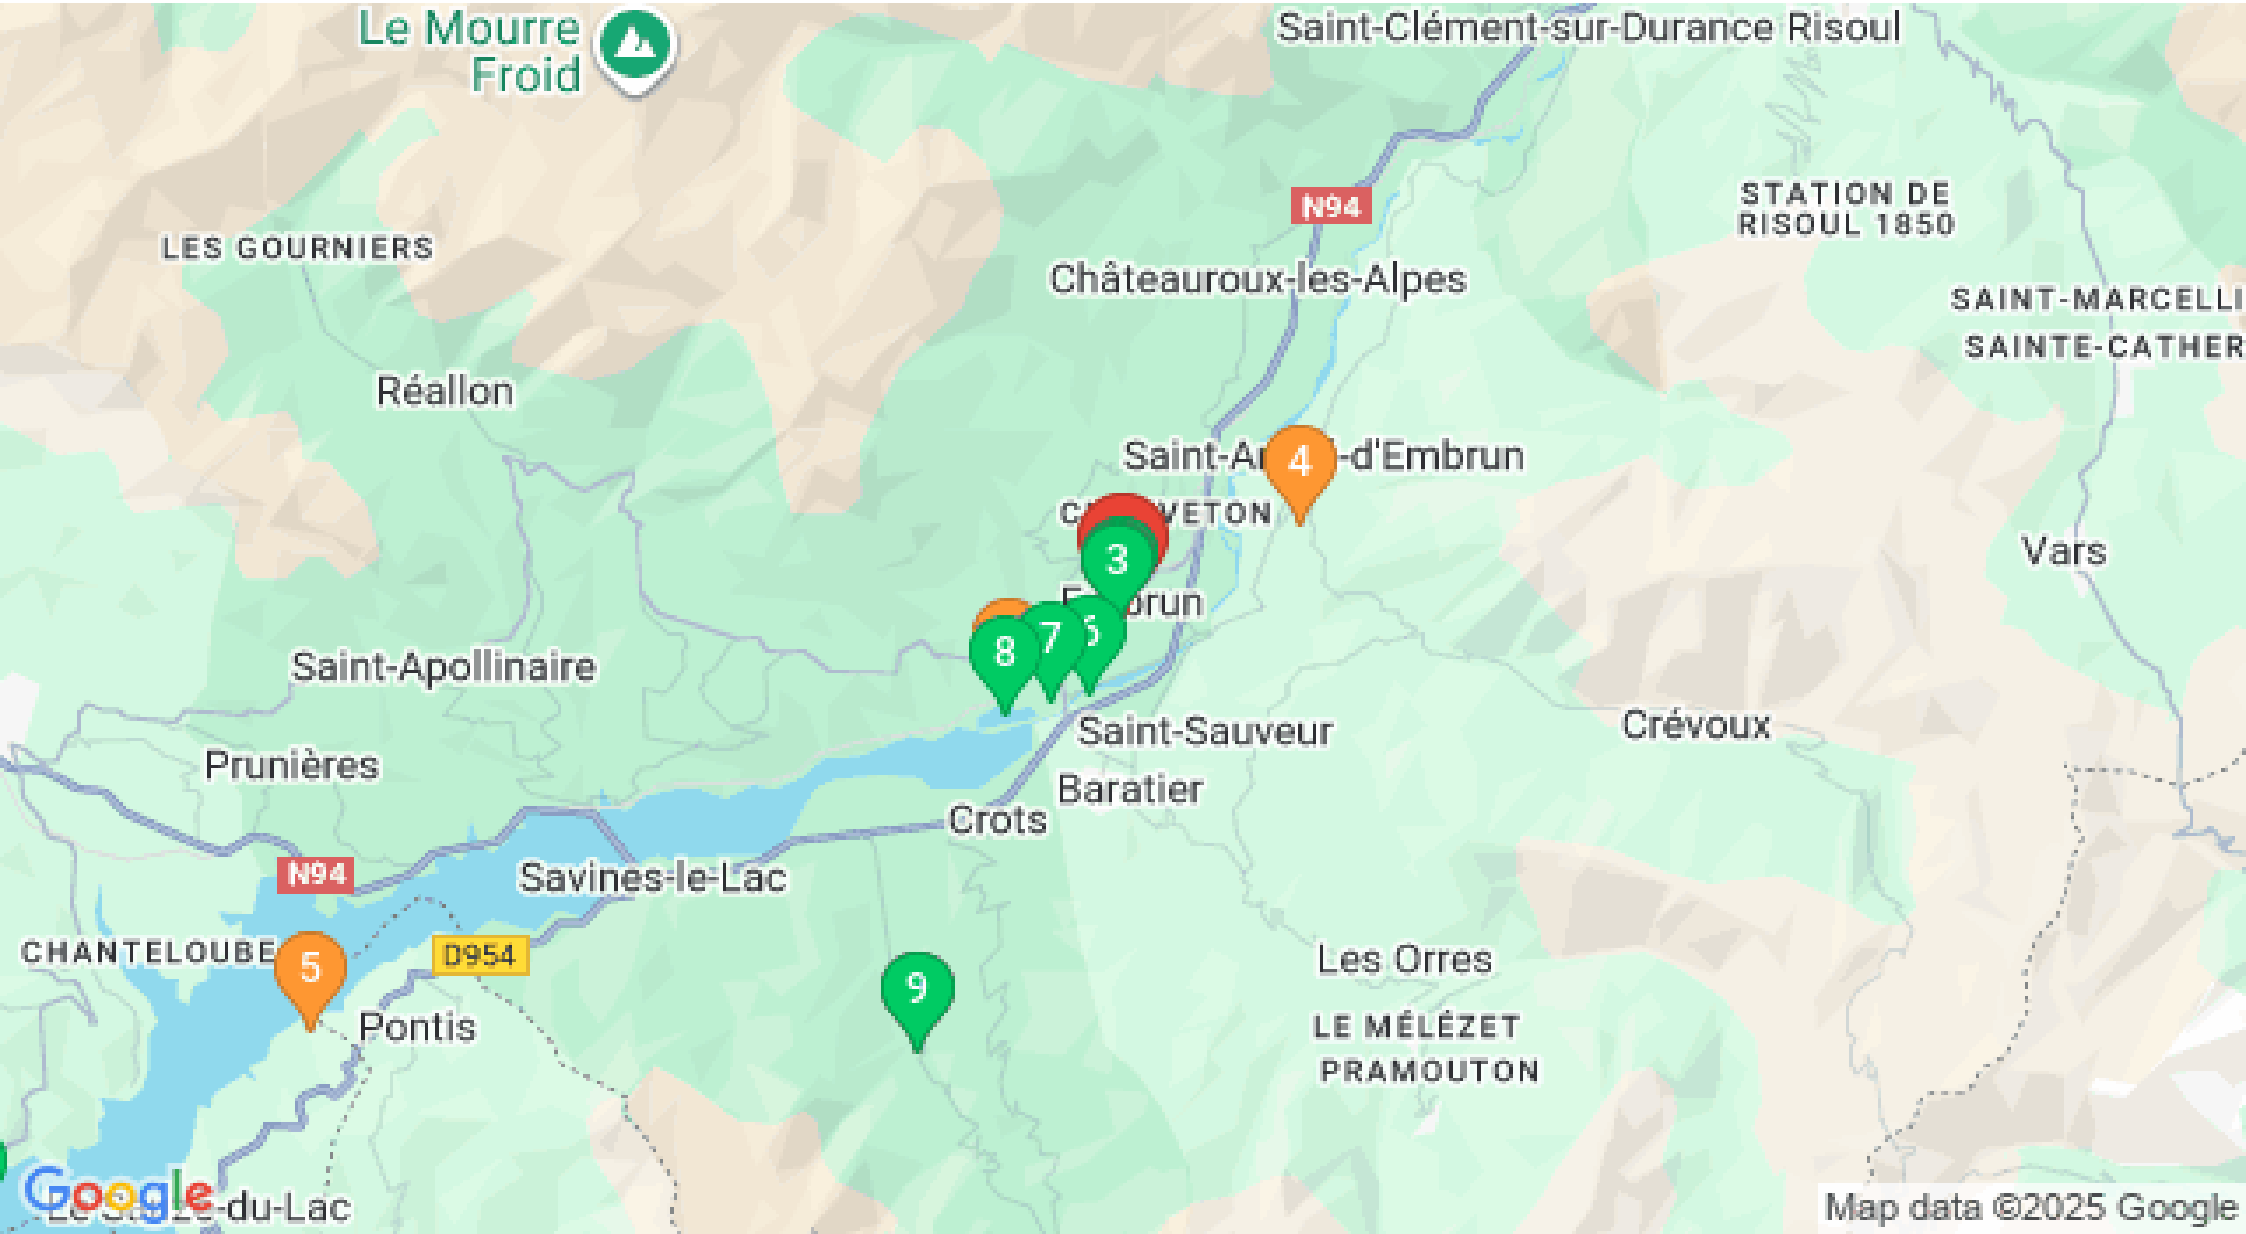 Le Mourre
Froid
Saint-Clément-sur-Durance Risoul
N94
STATION DE
RISOUL 1850
LES GOURNIERS
Châteauroux-les-Alpes
SAINT-MARCELLI
SAINTE-CATHER
Réallon
4
3
Vars
6
7
8
Saint-Apollinaire
Saint-Sauveur
Crévoux
Prunières
Baratier
Crots
N94
Savines-le-Lac
CHANTELOUBE
5
D954
Les Orres
9
Pontis
LE MÉLÉZET
PRAMOUTON
Google
-du-Lac
Map data ©2025 Google